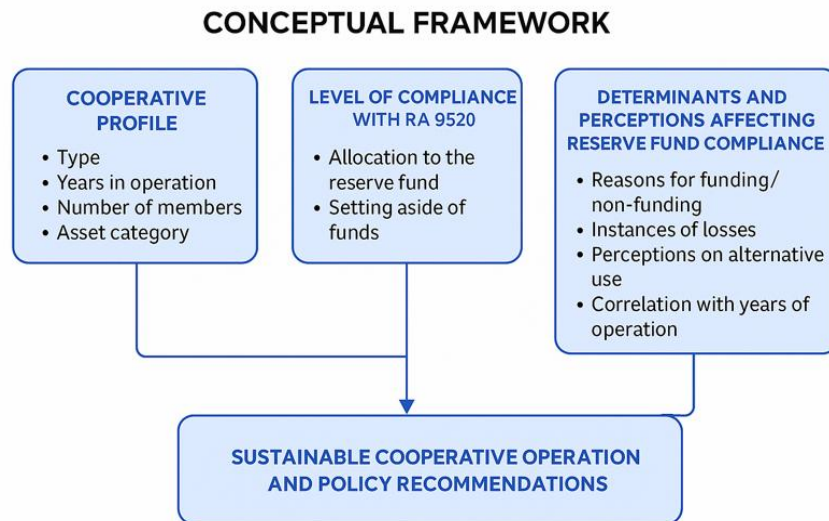 CONCEPTUAL FRAMEWORK
COOPERATIVE
PROFILE
• Type
• Years in operation
• Number of members
• Asset category
LEVEL OF COMPLIANCE
WITH RA 9520
• Allocation to the
reserve fund
• Setting aside of
funds
DETERMINANTS AND
PERCEPTIONS AFFECTING
RESERVE FUND COMPLIANCE
• Reasons for funding/
non-funding
• Instances of losses
• Perceptions on alternative
use
• Correlation with years of
operation
SUSTAINABLE COOPERATIVE OPERATION
AND POLICY RECOMMENDATIONS